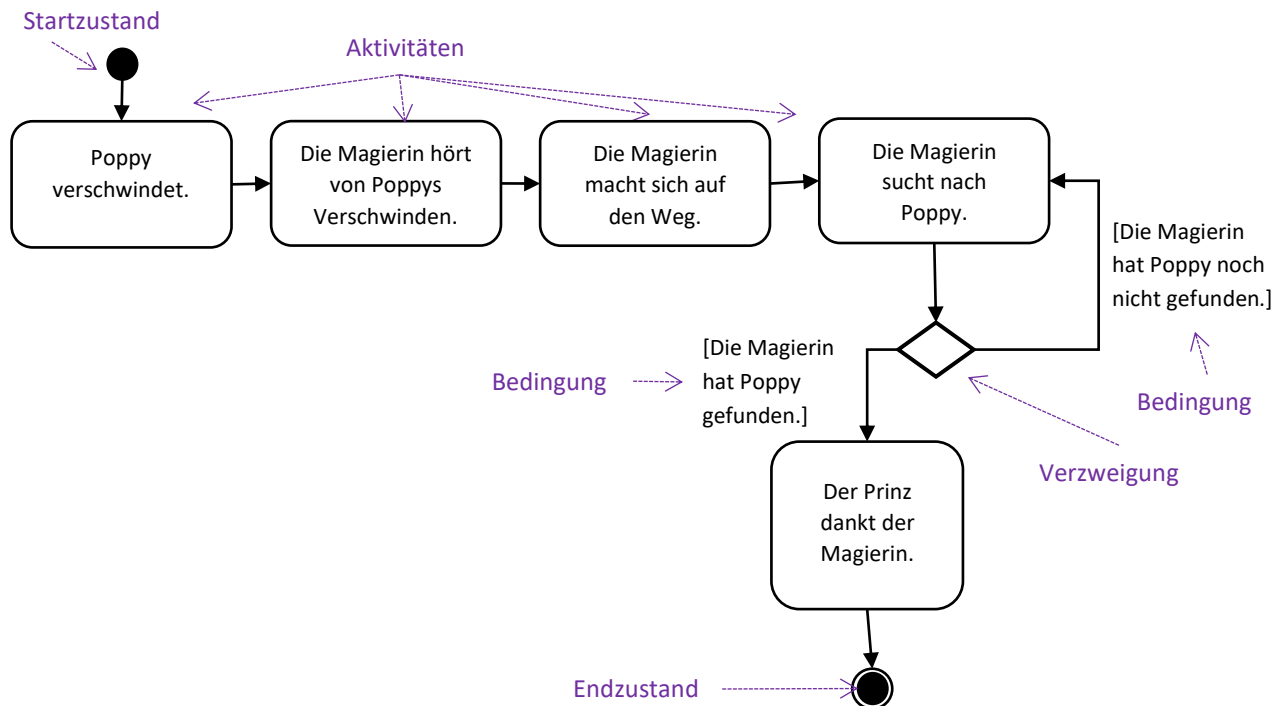 Startzustand
Aktivitäten
Poppy
verschwindet.
Die Magierin hört
von Poppys
Verschwinden.
Die Magierin
macht sich auf
den Weg.
Die Magierin
sucht nach
Poppy.
[Die Magierin
hat Poppy noch
nicht gefunden.]
[Die Magierin
hat Poppy
gefunden.]
Bedingung
Bedingung
Verzweigung
Der Prinz
dankt der
Magierin.
Endzustand